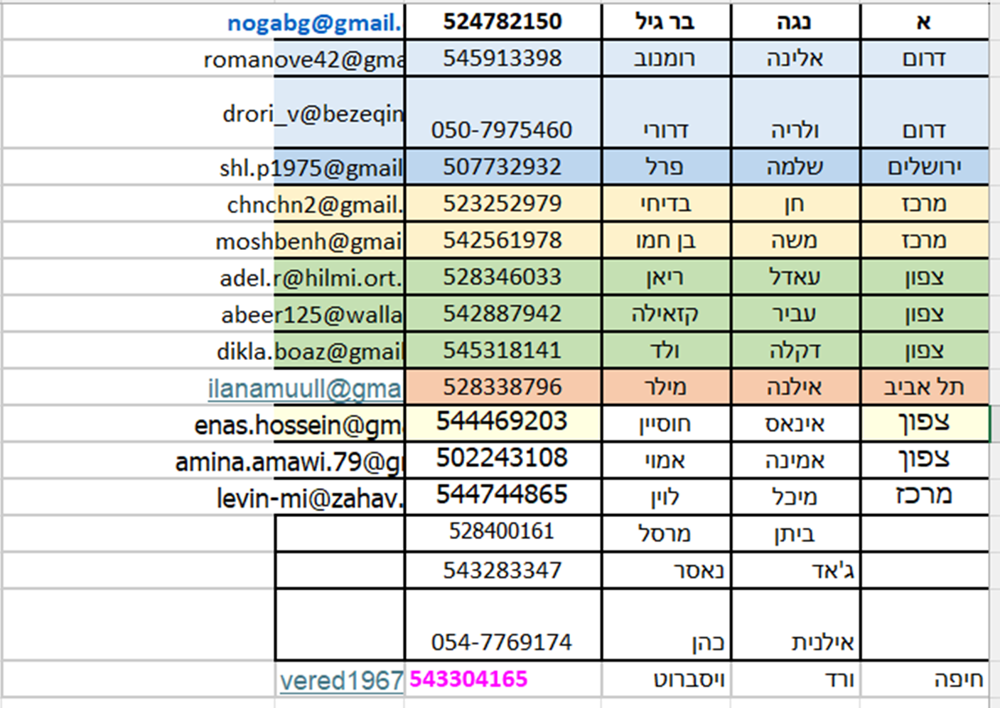 א נגה בר גיל 524782150 nogabg@gmail.
דרום אלינה רומנוב 545913398 romanove42@gma
דרום ולריה דרורי 050-7975460 drori_v@bezeqin
ירושלים שלמה פרל 507732932 shl.p1975@gmail
מרכז חן בדיחי 523252979 chnchn2@gmail.
מרכז משה בן חמו 542561978 moshbenh@gmai
צפון עאדל ריאן 528346033 adel.r@hilmi.ort.
צפון עביר קזאילה 542887942 abeer125@walla
צפון דקלה ולד 545318141 dikla.boaz@gmail
תל אביב אילנה מילר 528338796 ilanamuull@gma
צפון אינאס חוסיין 544469203 enas.hossein@gma
צפון אמינה אמוי 502243108 amina.amawi.79@gm
מרכז מיכל לוין 544744865 levin-mi@zahav.
ביתן מרסל 528400161
ג'אד נאסר 543283347
אילנית כהן 054-7769174
חיפה ורד ויסברוט 543304165 vered1967